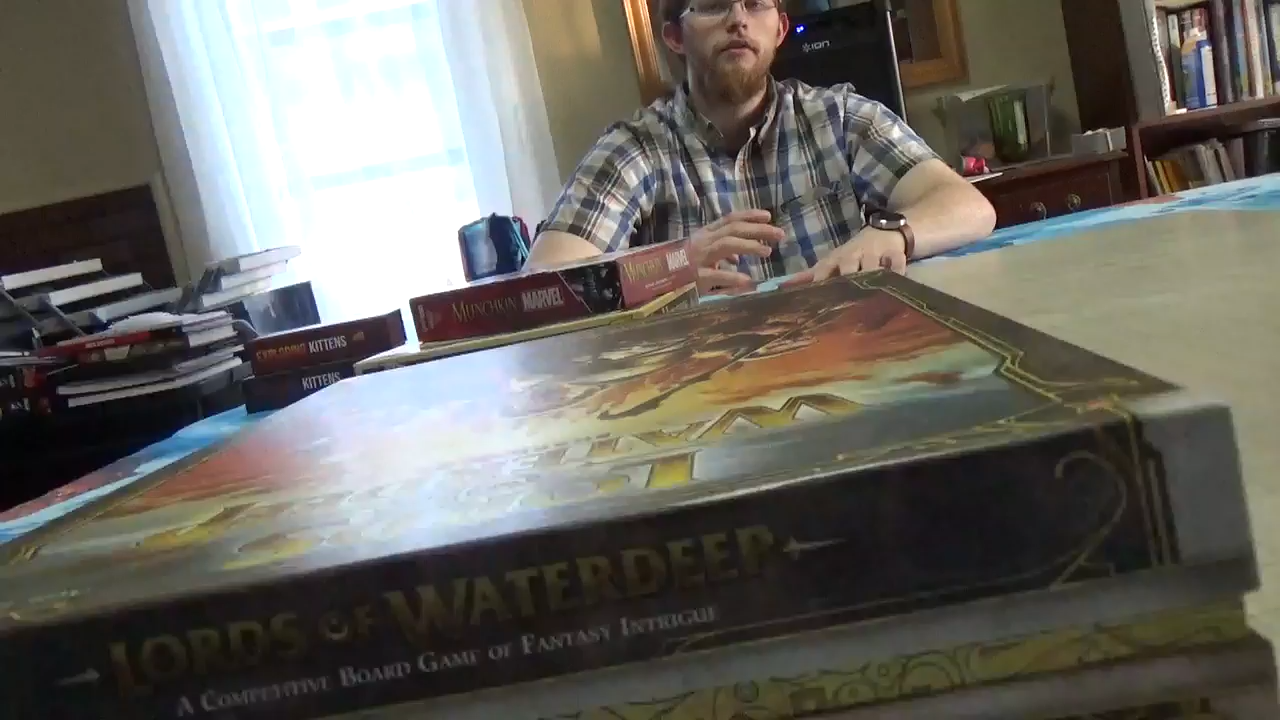 ION
MUNCHKIN MARVEL
MUNCHKIN MARVEL
EXPLODING KITTENS
KITTENS
LORDS OF WATERDEEP
A COMPETITIVE BOARD GAME OF FANTASY INTRIGUE